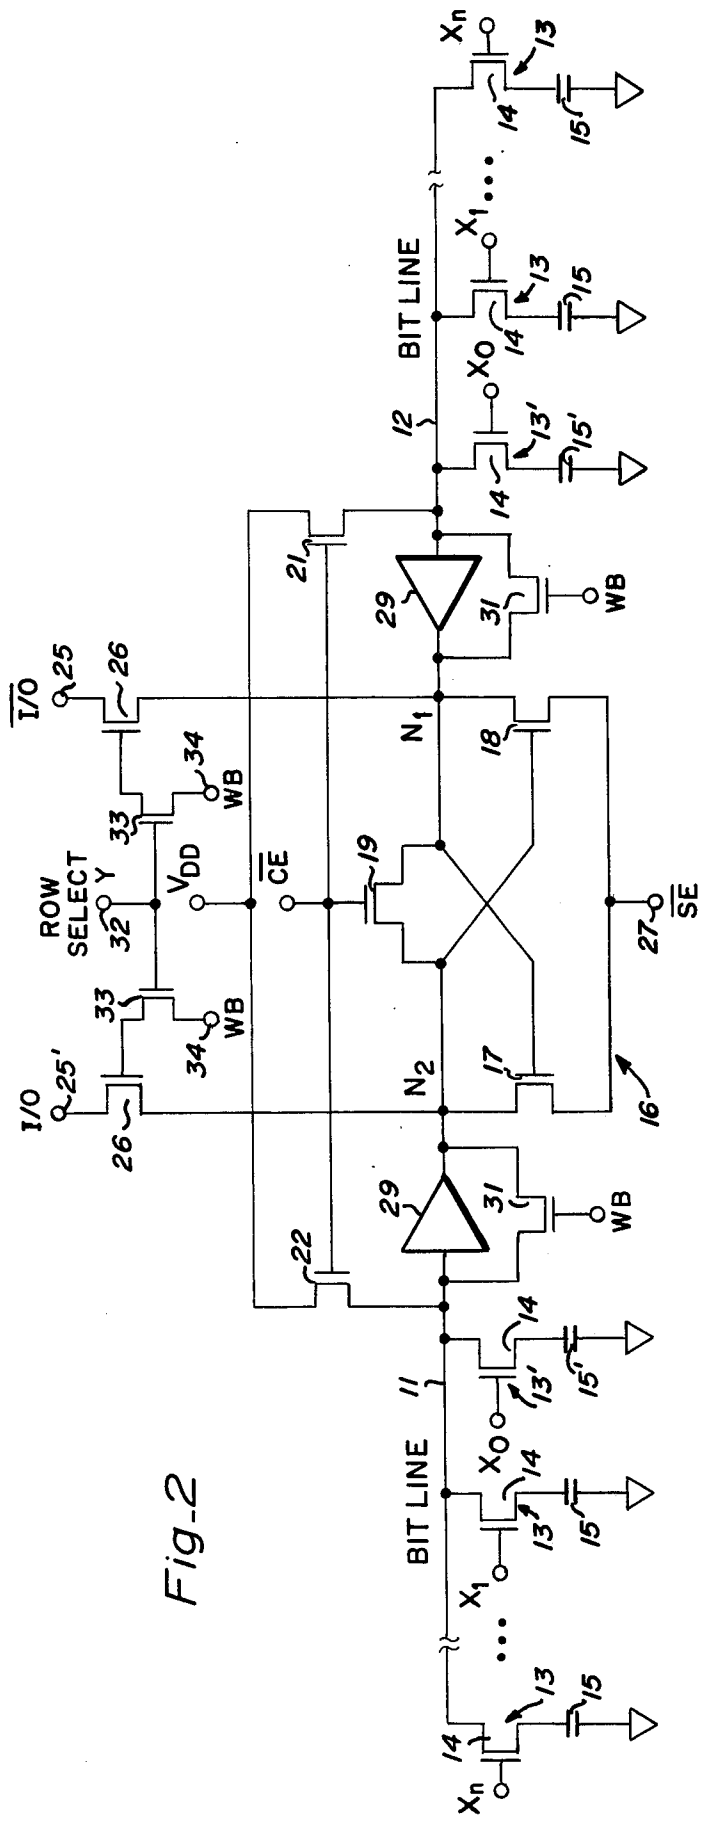 Xn
13
14
15
X1
BIT LINE
13
14
15
X0
12
13'
14
15'
21
29
31
WB
I/O
25
26
N1
18
34
WB
33
ROW
SELECT
Y
32
VDD
CE
19
27
SE
33
34
WB
I/O
25'
26
N2
17
16
22
29
31
WB
11
14
13'
15'
X0
BIT LINE
14
13
15
X1
13
15
14
Xn
Fig_2